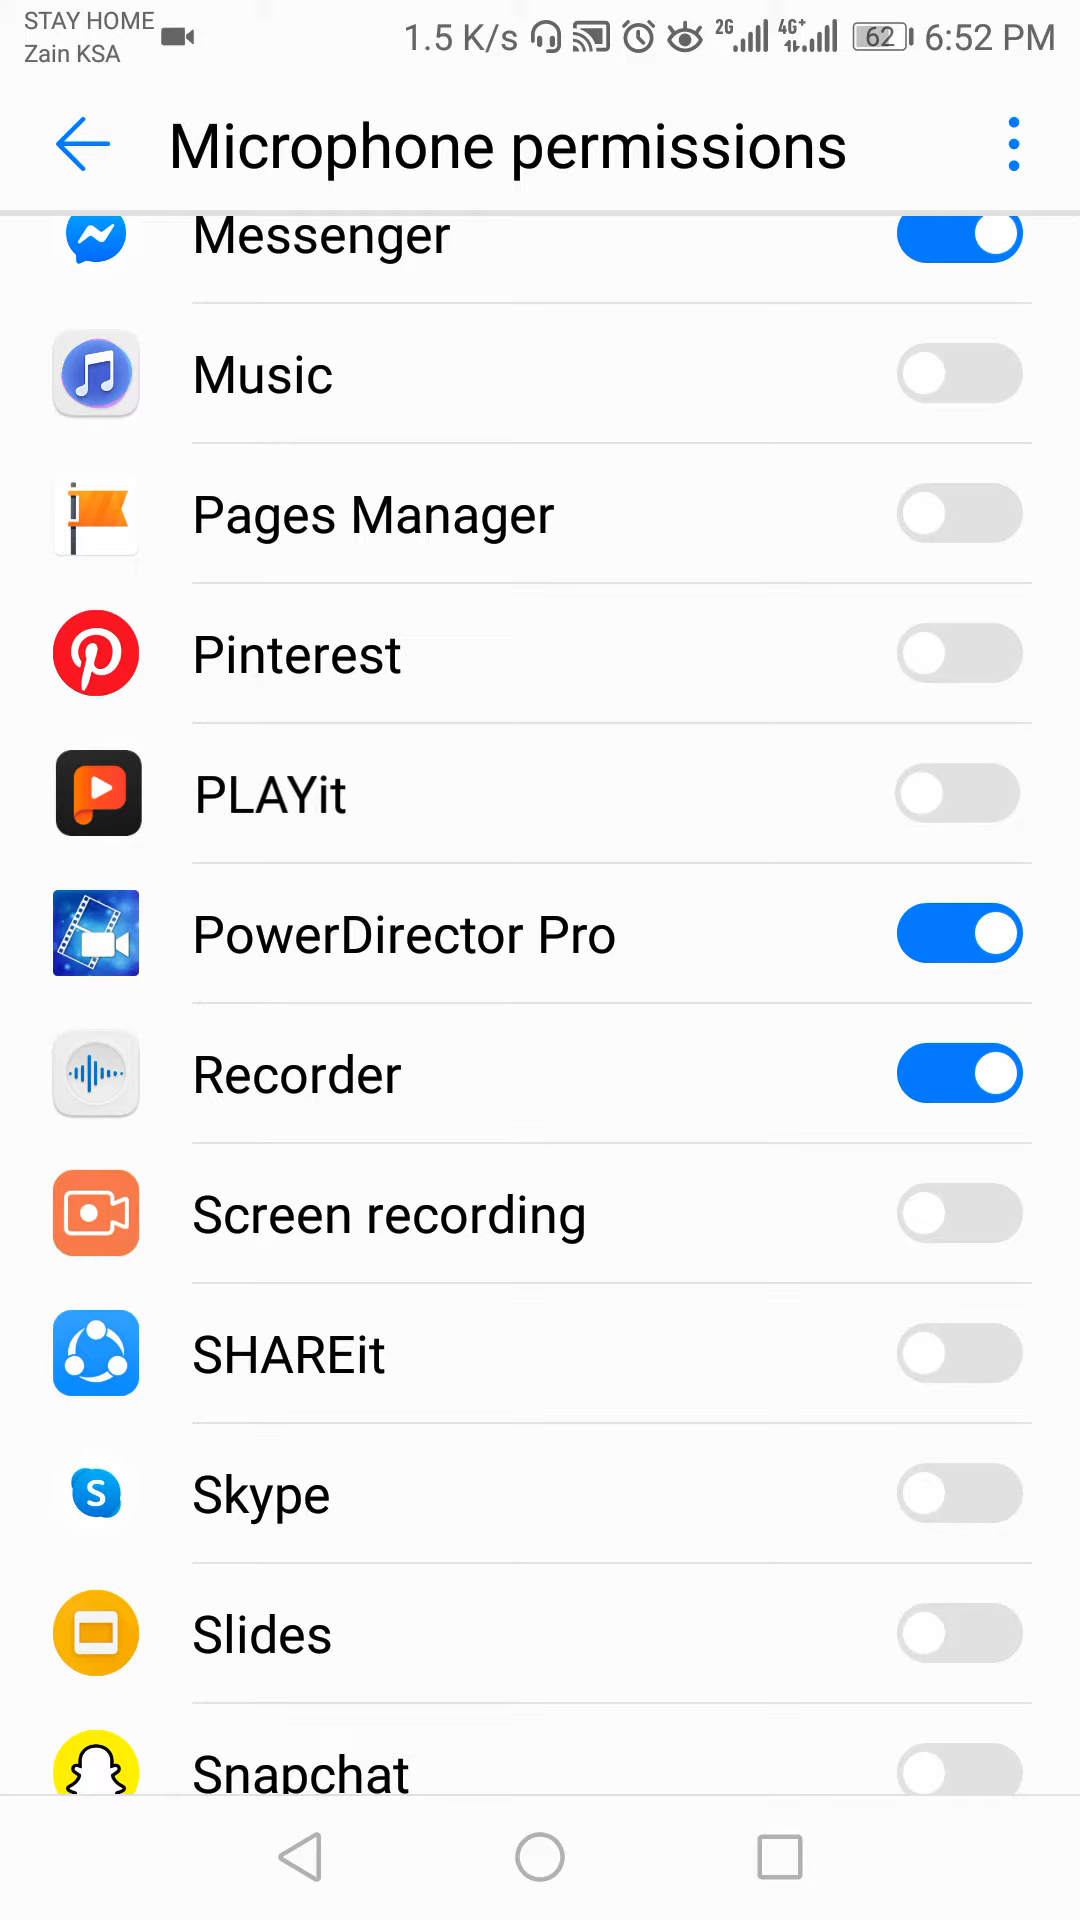 STAY HOME
Zain KSA
1.5 K/s 2G 4G+ 62 6:52 PM
Microphone permissions
Messenger
Music
Pages Manager
Pinterest
PLAYit
PowerDirector Pro
Recorder
Screen recording
SHAREit
Skype
Slides
Snapchat